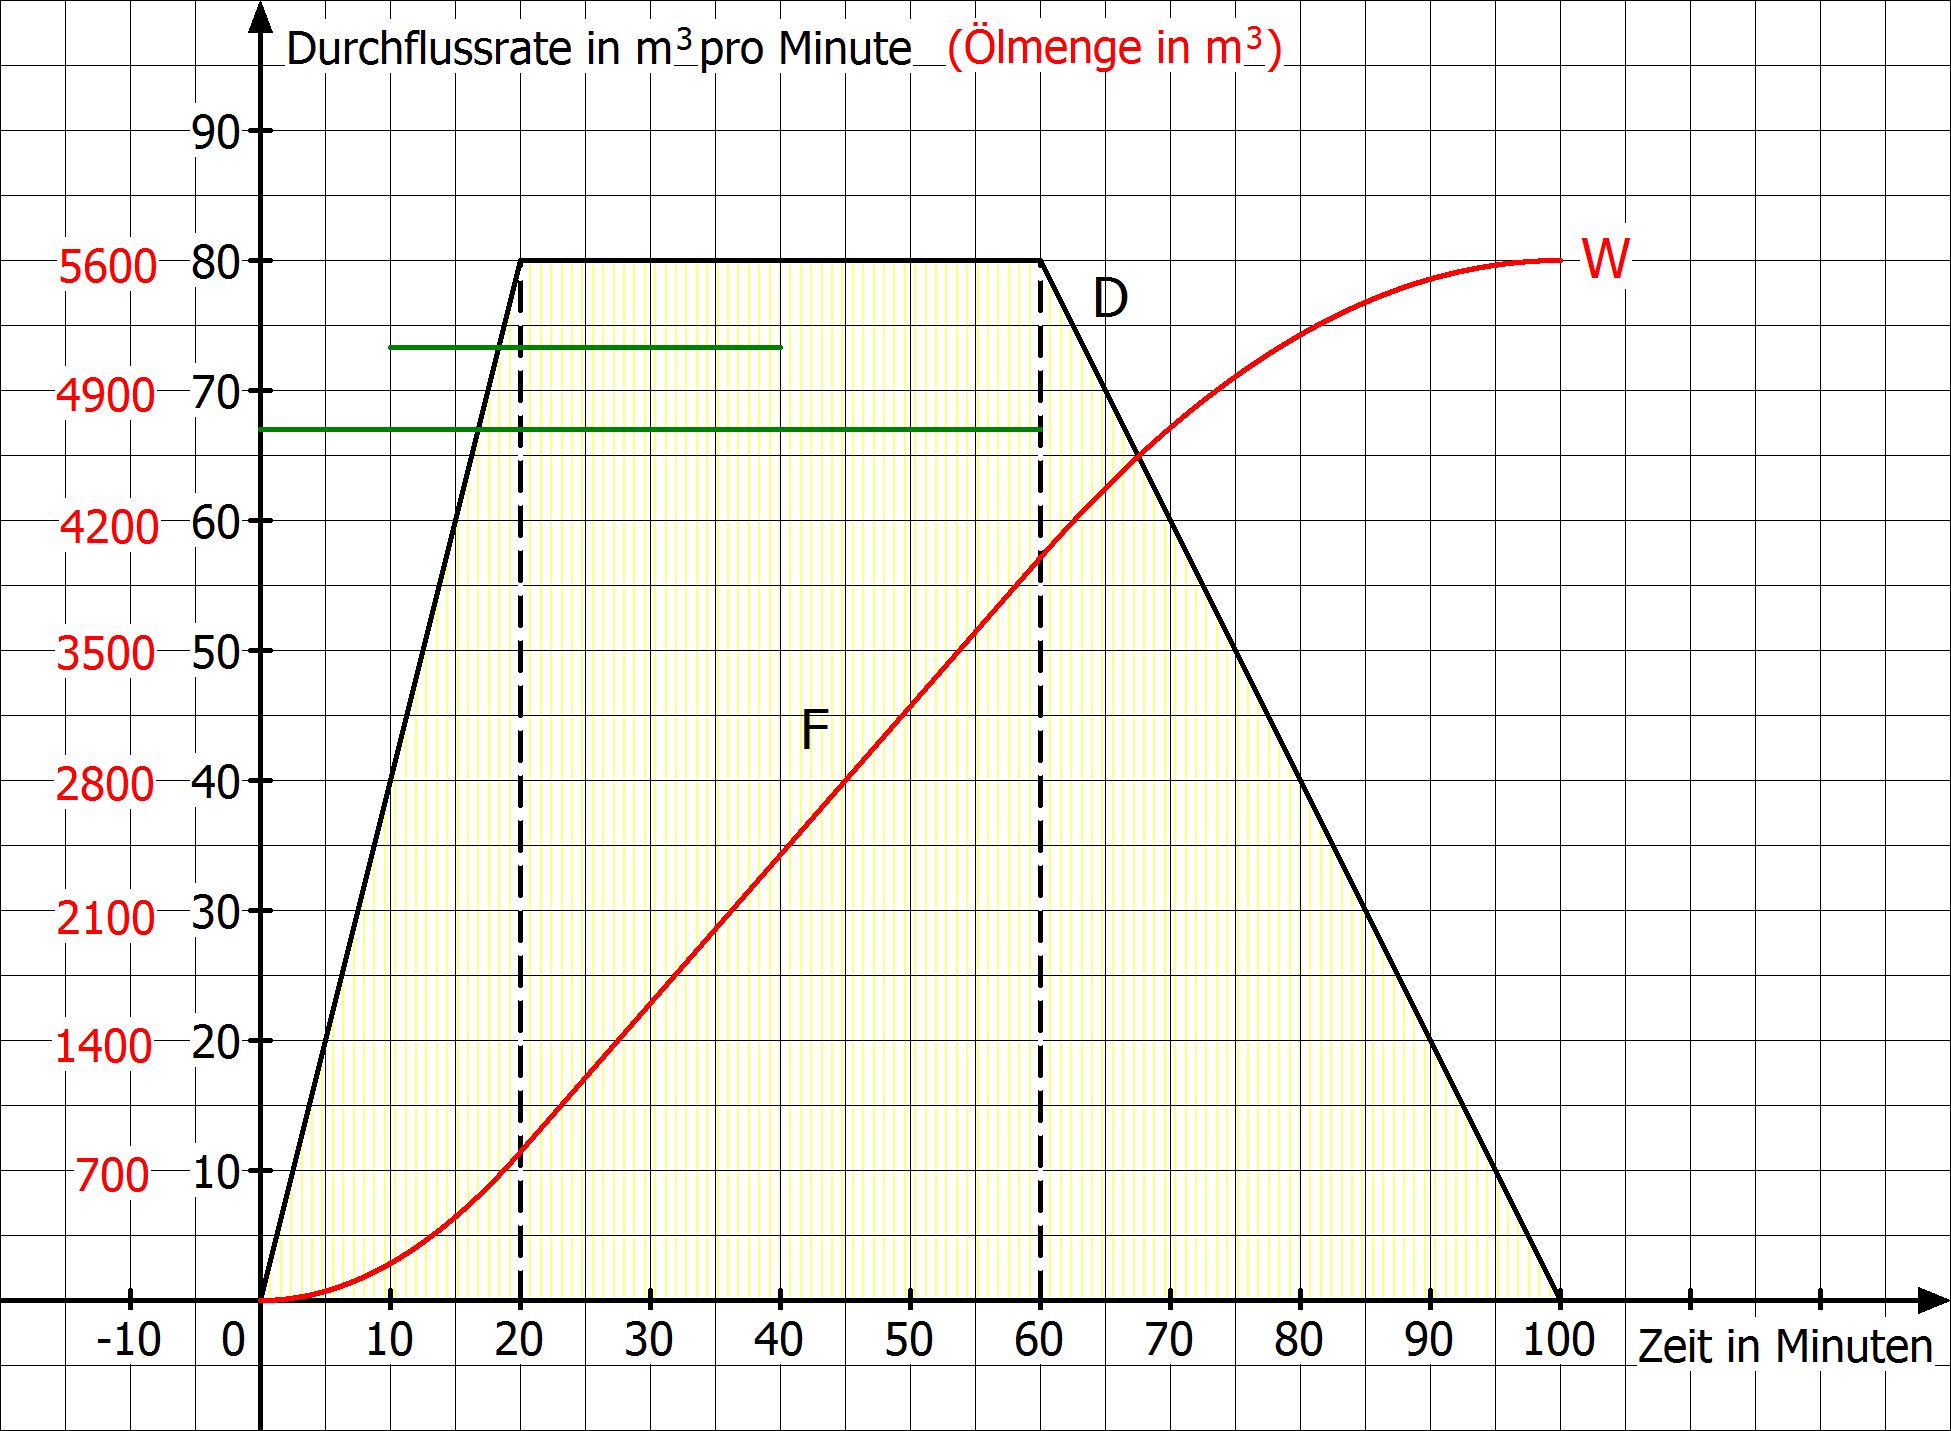 Durchflussrate in m³ pro Minute (Ölmenge in m³)
90
5600 80 W
D
4900 70
4200 60
3500 50
F
2800 40
2100 30
1400 20
700 10
-10 0 10 20 30 40 50 60 70 80 90 100 Zeit in Minuten